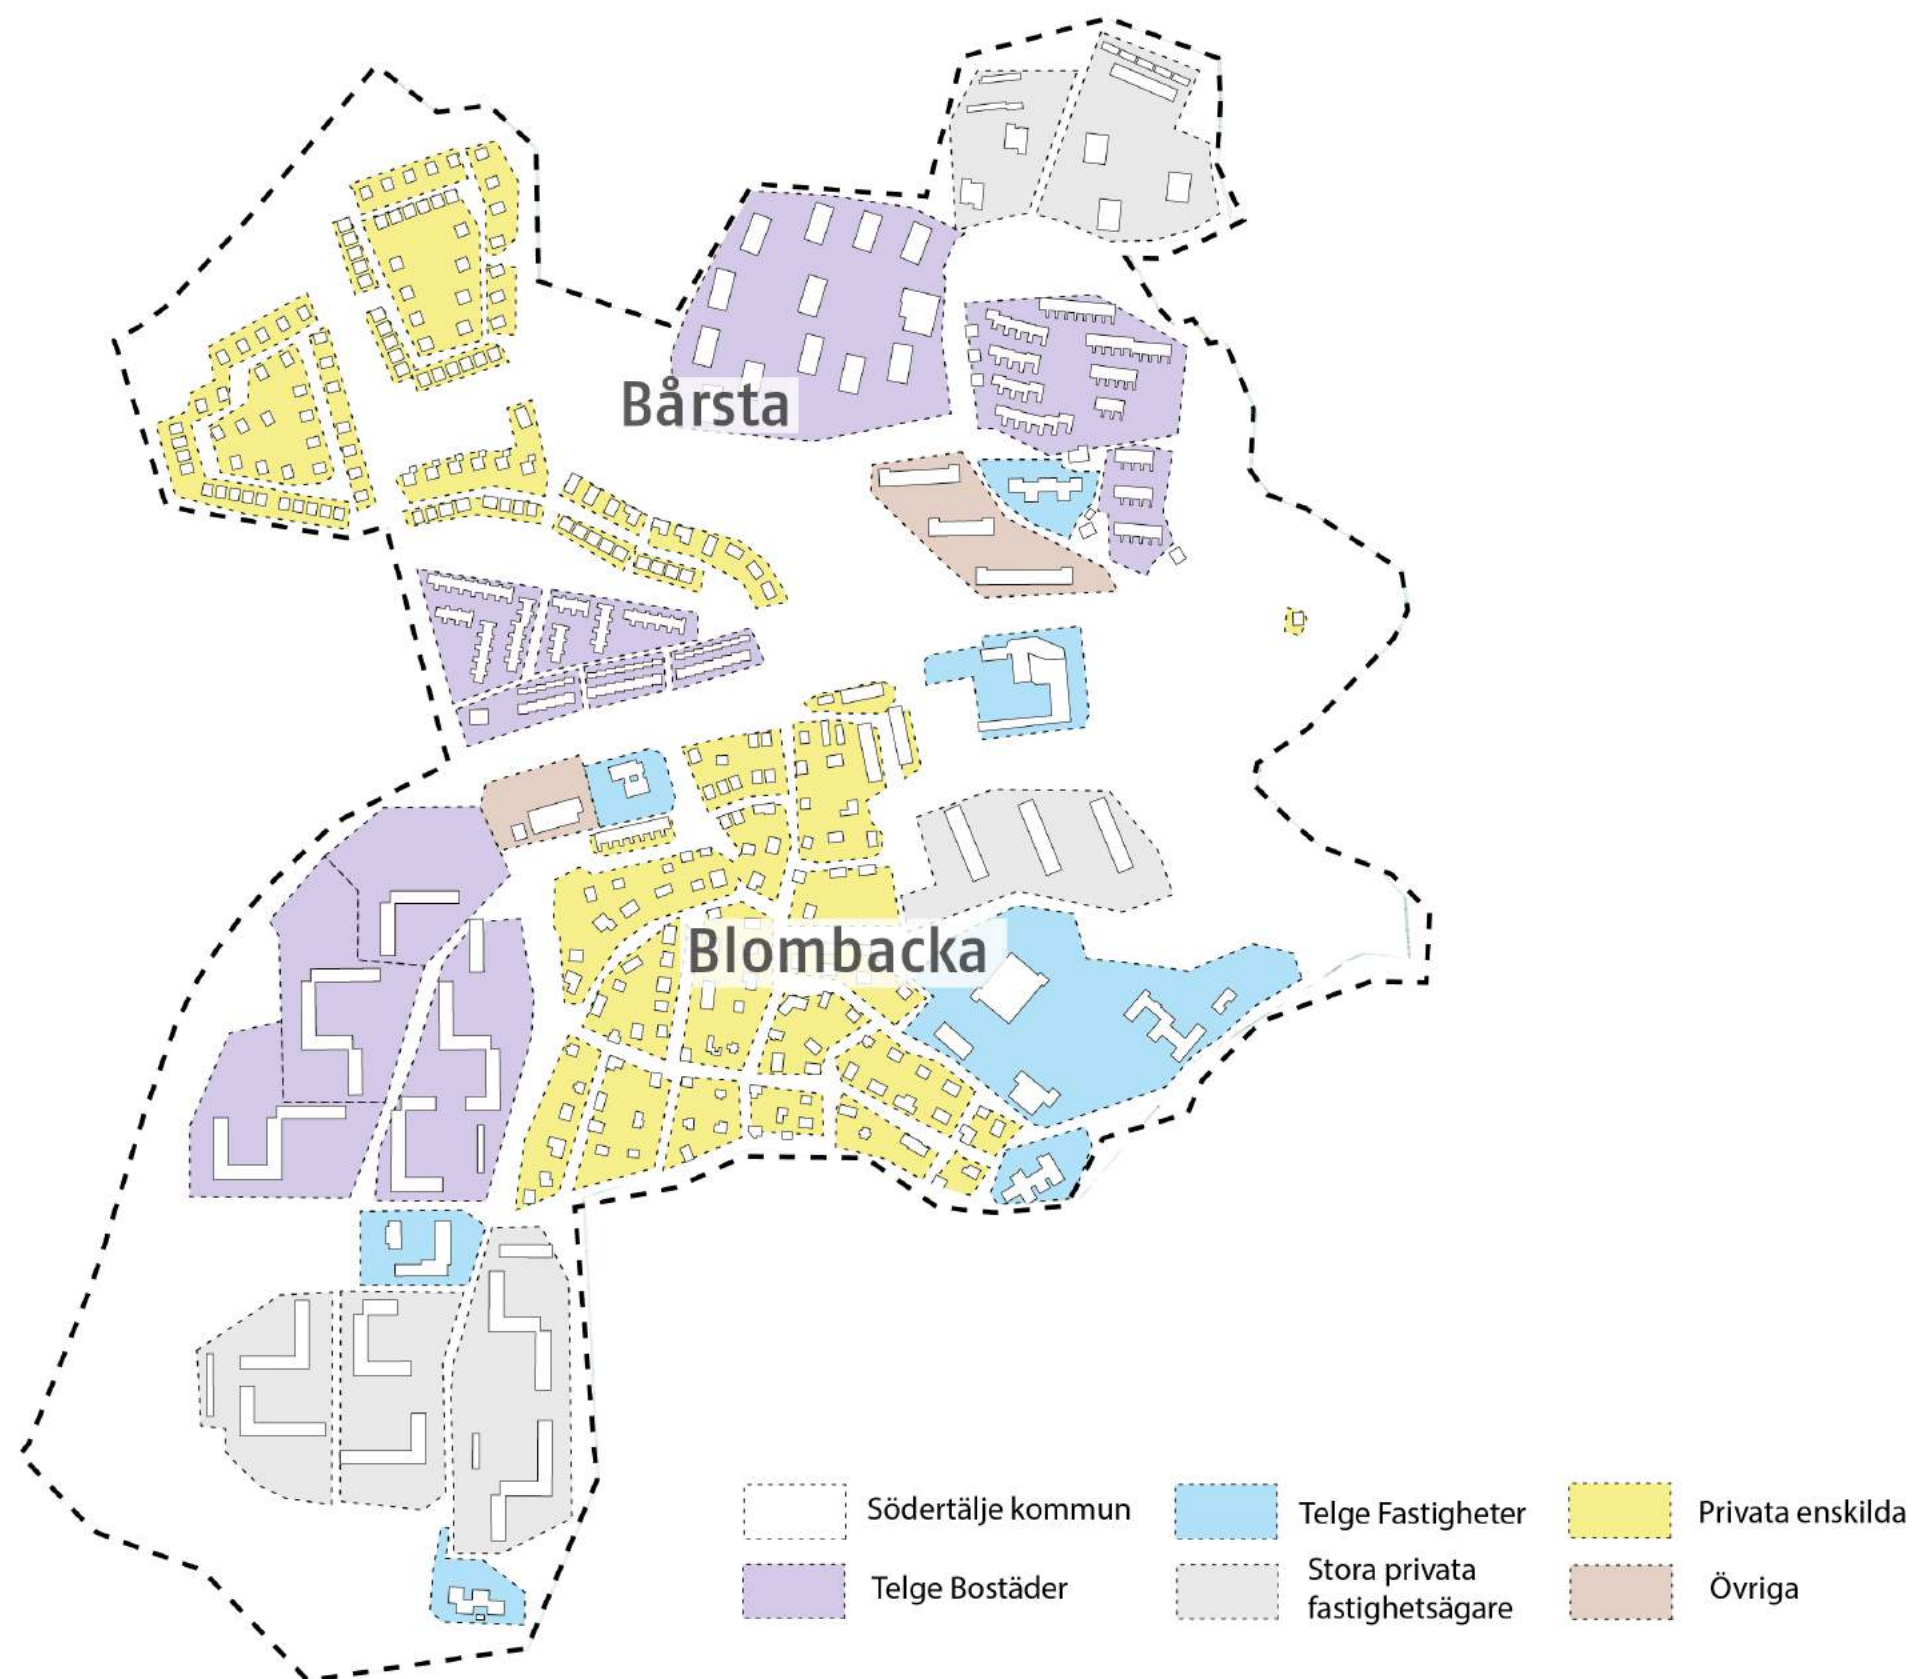 Bårsta
Blombacka
Södertälje kommun
Telge Fastigheter
Privata enskilda
Telge Bostäder
Stora privata
fastighetsägare
Övriga